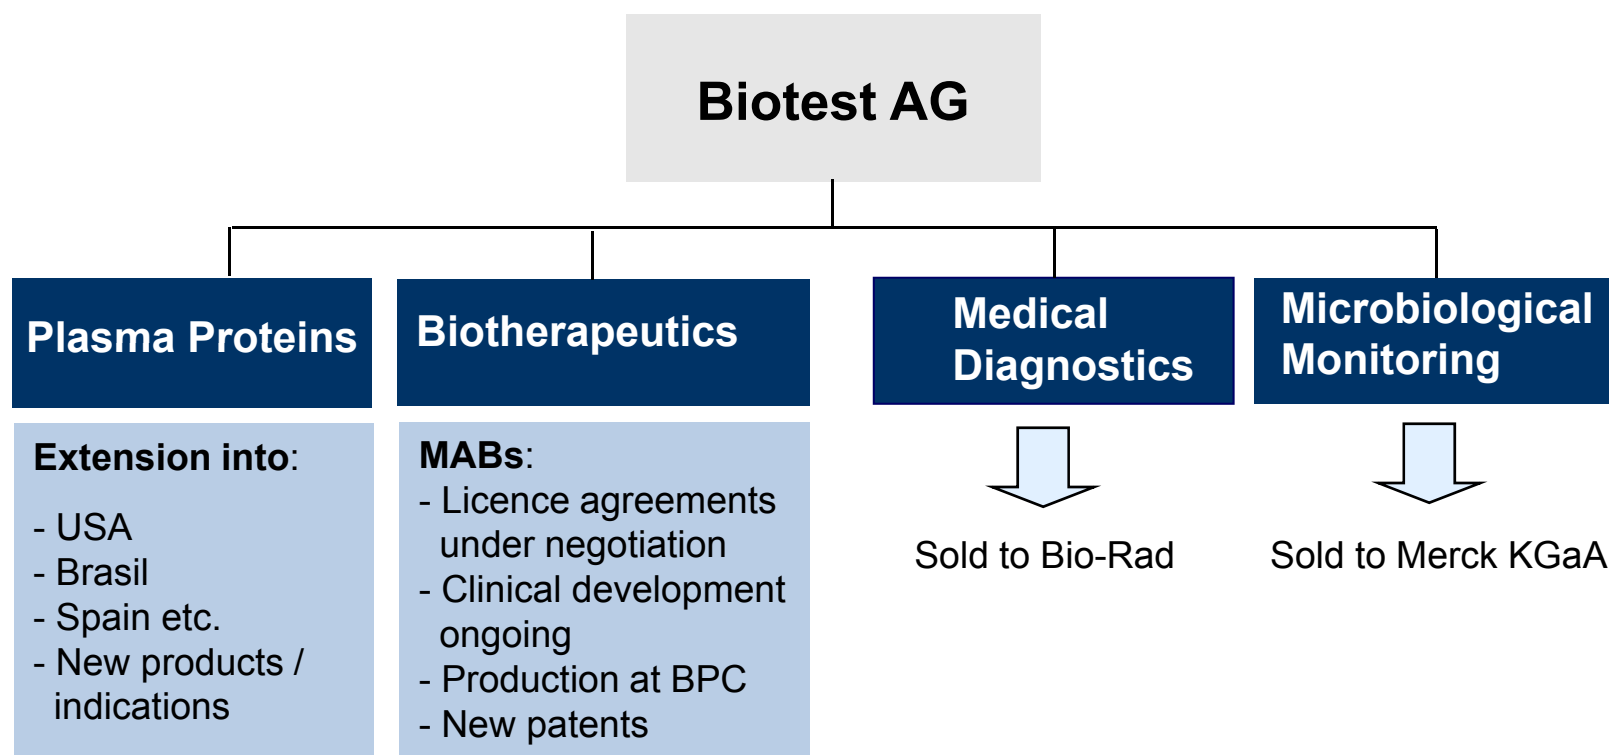 Biotest AG
Plasma Proteins
Biotherapeutics
Medical
Diagnostics
Microbiological
Monitoring
Extension into:
- USA
- Brasil
- Spain etc.
- New products /
indications
MABs:
- Licence agreements
under negotiation
- Clinical development
ongoing
- Production at BPC
- New patents
Sold to Bio-Rad
Sold to Merck KGaA